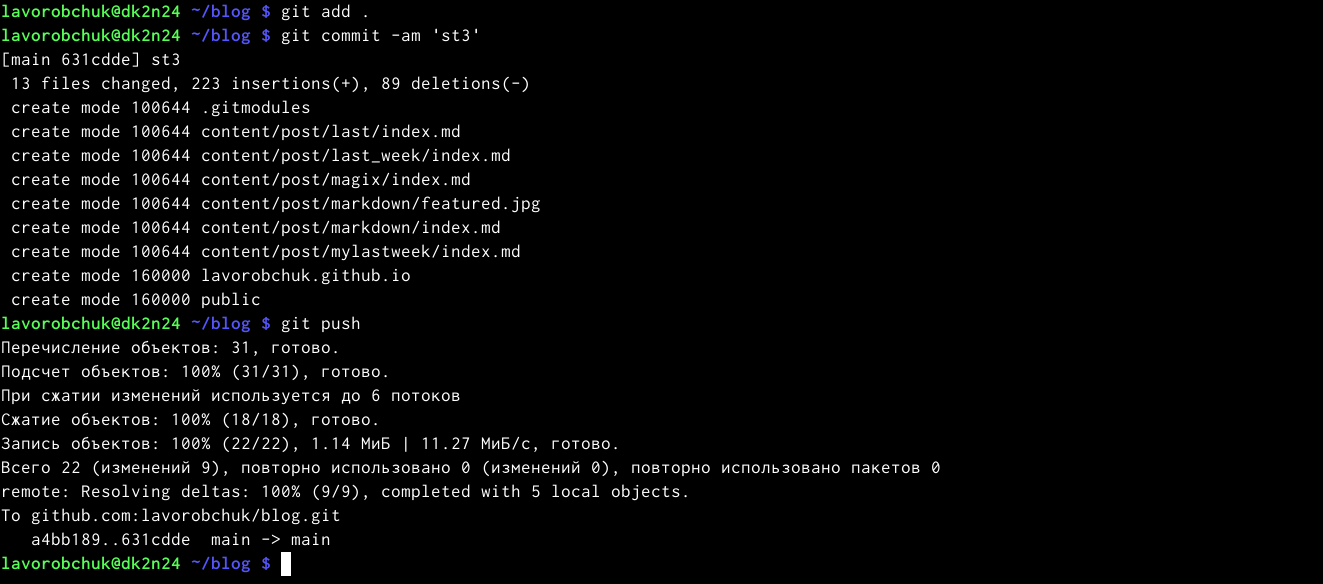 lavorobchuk@dk2n24 ~/blog $ git add .
lavorobchuk@dk2n24 ~/blog $ git commit -am 'st3'
[main 631cdde] st3
 13 files changed, 223 insertions(+), 89 deletions(-)
 create mode 100644 .gitmodules
 create mode 100644 content/post/last/index.md
 create mode 100644 content/post/last_week/index.md
 create mode 100644 content/post/magix/index.md
 create mode 100644 content/post/markdown/featured.jpg
 create mode 100644 content/post/markdown/index.md
 create mode 100644 content/post/mylastweek/index.md
 create mode 160000 lavorobchuk.github.io
 create mode 160000 public
lavorobchuk@dk2n24 ~/blog $ git push
Перечисление объектов: 31, готово.
Подсчет объектов: 100% (31/31), готово.
При сжатии изменений используется до 6 потоков
Сжатие объектов: 100% (18/18), готово.
Запись объектов: 100% (22/22), 1.14 МиБ | 11.27 МиБ/с, готово.
Всего 22 (изменений 9), повторно использовано 0 (изменений 0), повторно использовано пакетов 0
remote: Resolving deltas: 100% (9/9), completed with 5 local objects.
To github.com:lavorobchuk/blog.git
   a4bb189..631cdde  main -> main
lavorobchuk@dk2n24 ~/blog $